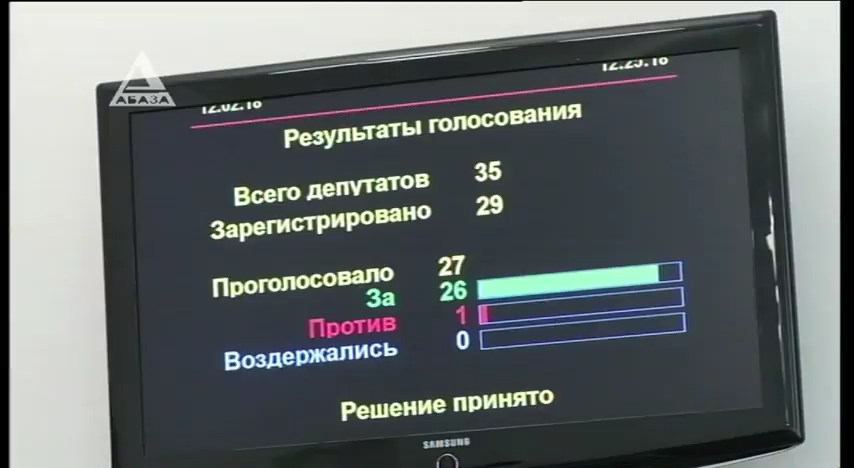 АБАЗА
12.02.18 12:25:18
Результаты голосования
Всего депутатов 35
Зарегистрировано 29
Проголосовало 27
За 26
Против 1
Воздержались 0
Решение принято
SAMSUNG